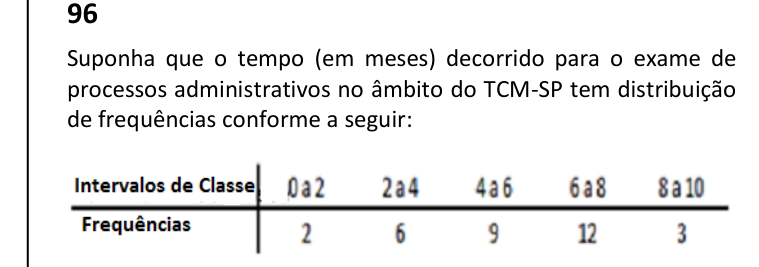 96
Suponha que o tempo (em meses) decorrido para o exame de
processos administrativos no âmbito do TCM-SP tem distribuição
de frequências conforme a seguir:
Intervalos de Classe 0 a 2 2 a 4 4 a 6 6 a 8 8 a 10
Frequências 2 6 9 12 3